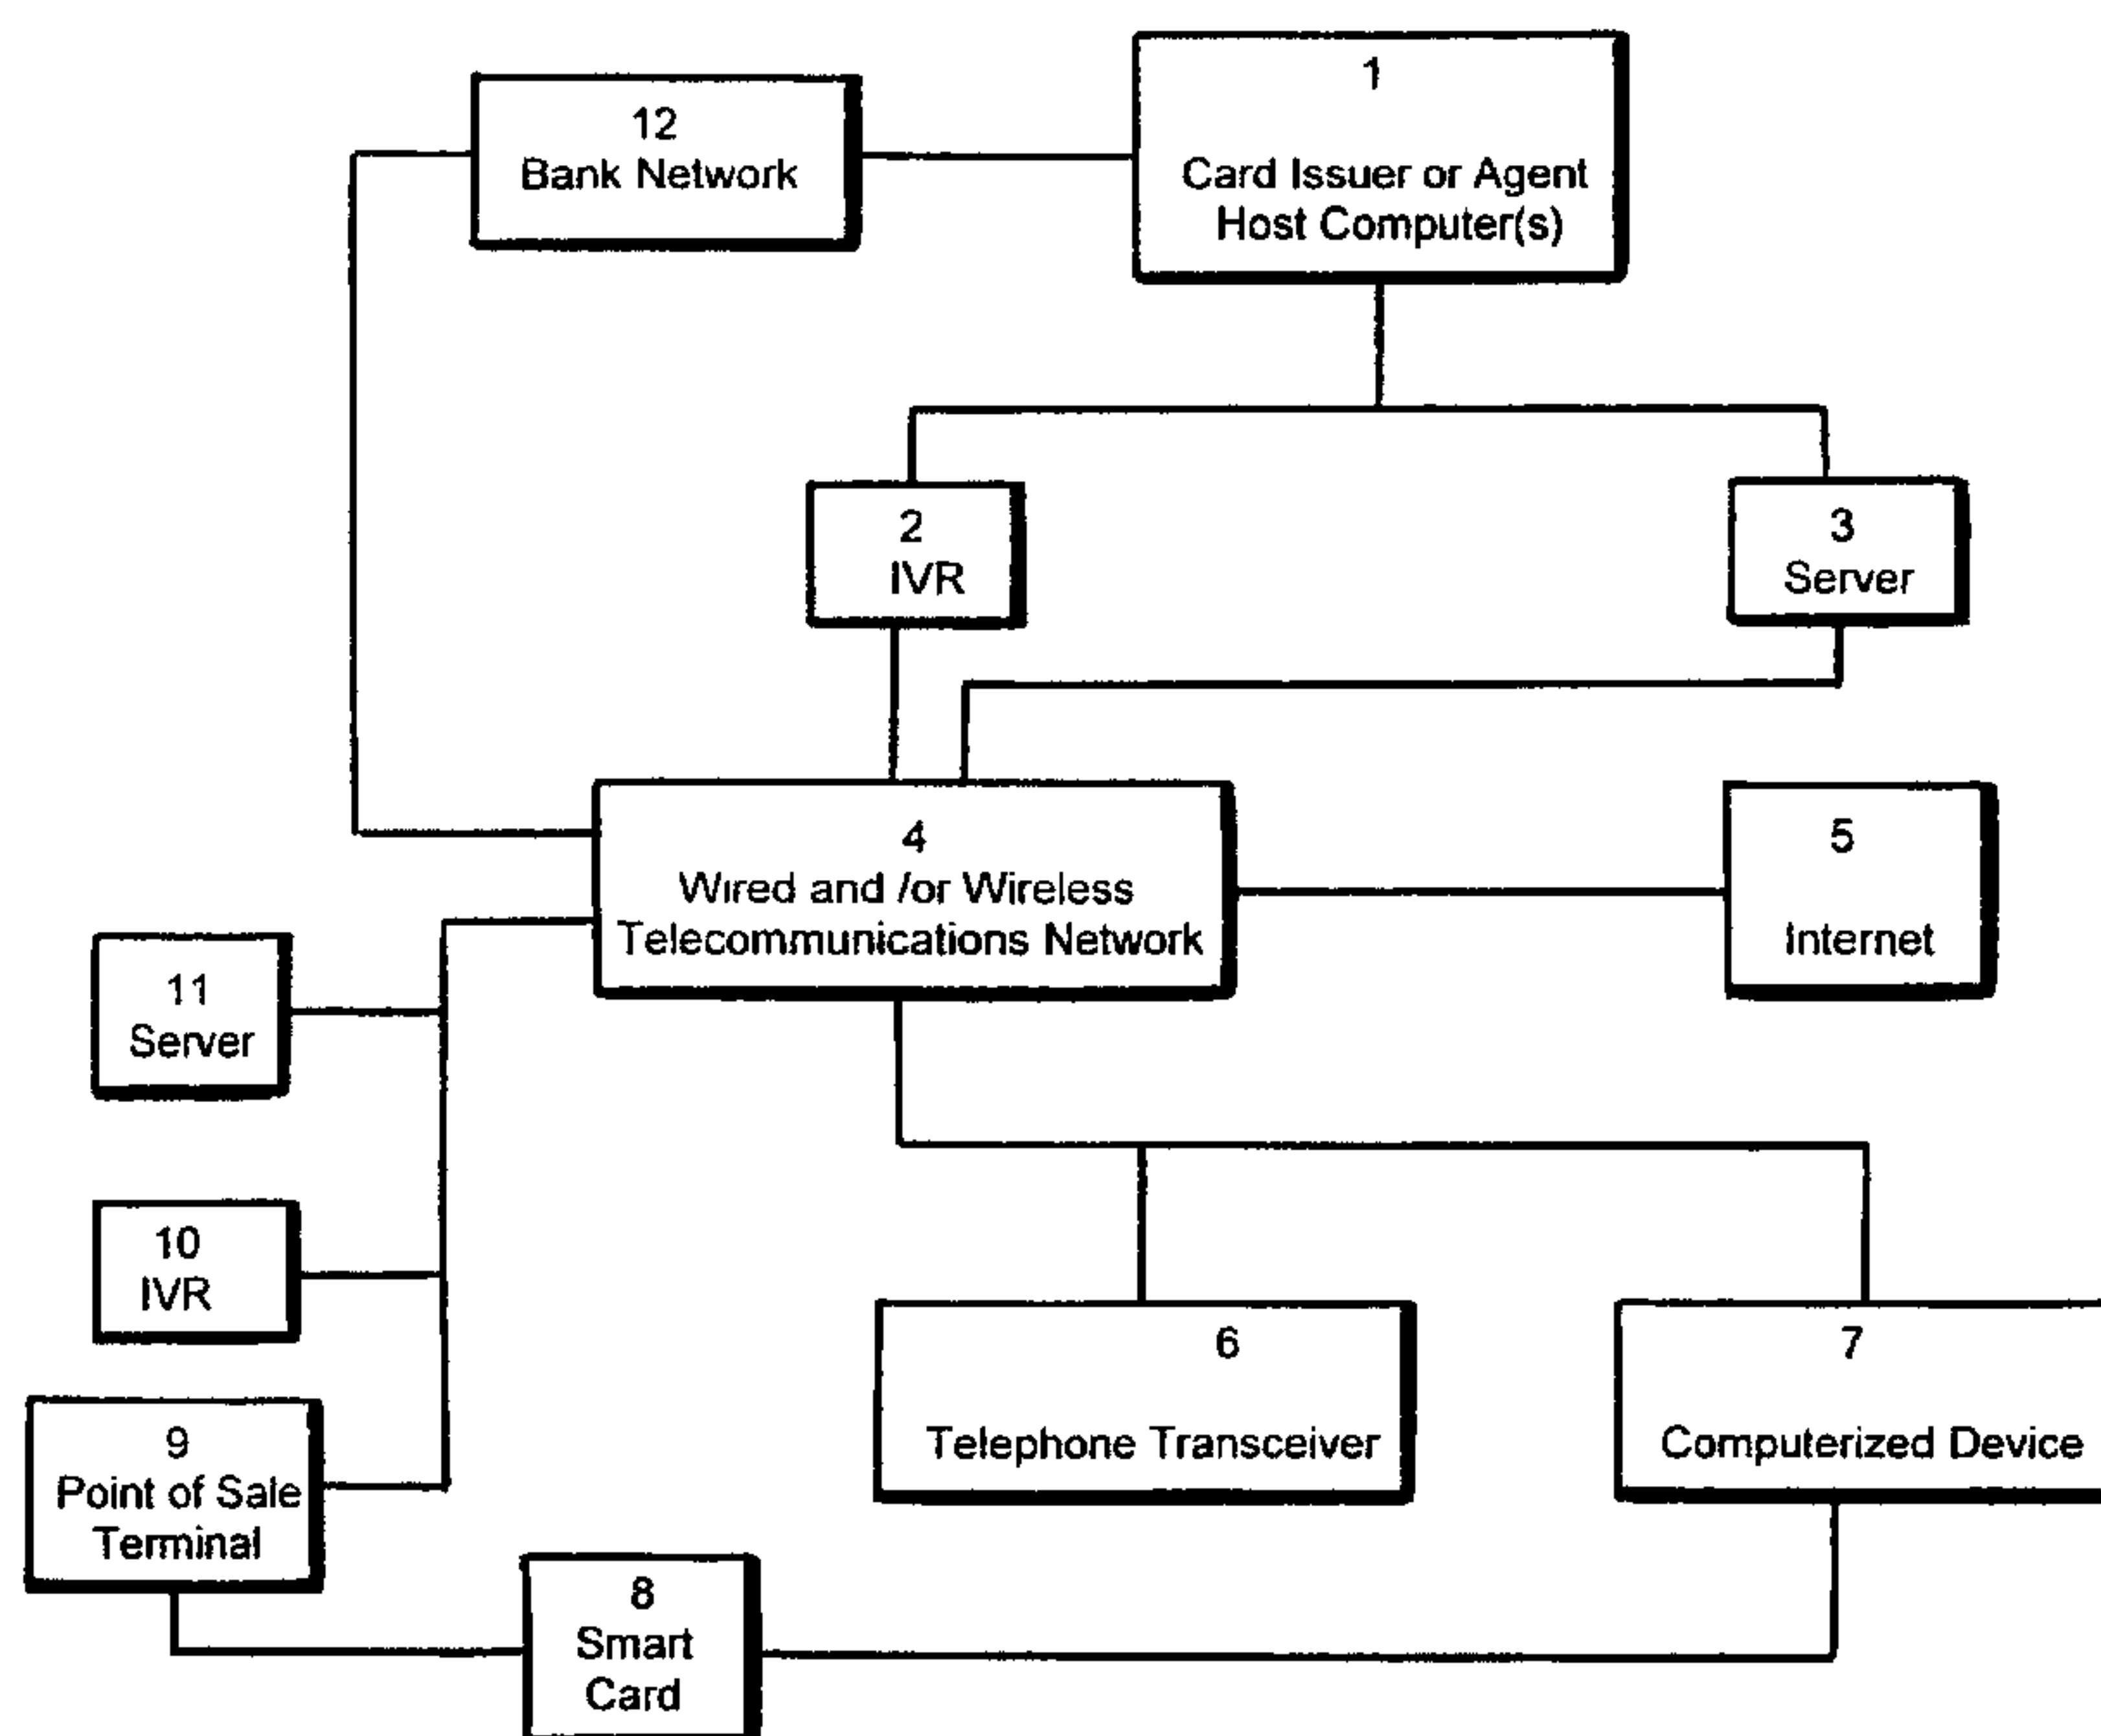 1
Card Issuer or Agent
Host Computer(s)
12
Bank Network
2
IVR
3
Server
4
Wired and /or Wireless
Telecommunications Network
5
Internet
11
Server
10
IVR
6
Telephone Transceiver
7
Computerized Device
9
Point of Sale
Terminal
8
Smart
Card